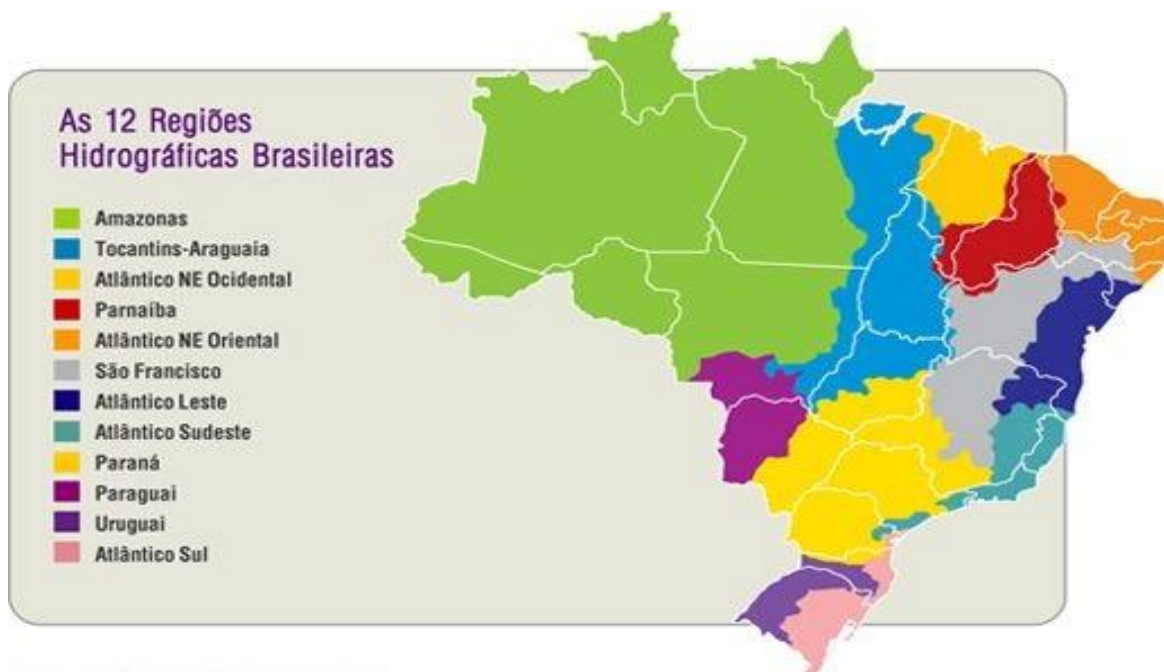 As 12 Regiões
Hidrográficas Brasileiras
Amazonas
Tocantins-Araguaia
Atlântico NE Ocidental
Parnaíba
Atlântico NE Oriental
São Francisco
Atlântico Leste
Atlântico Sudeste
Paraná
Paraguai
Uruguai
Atlântico Sul